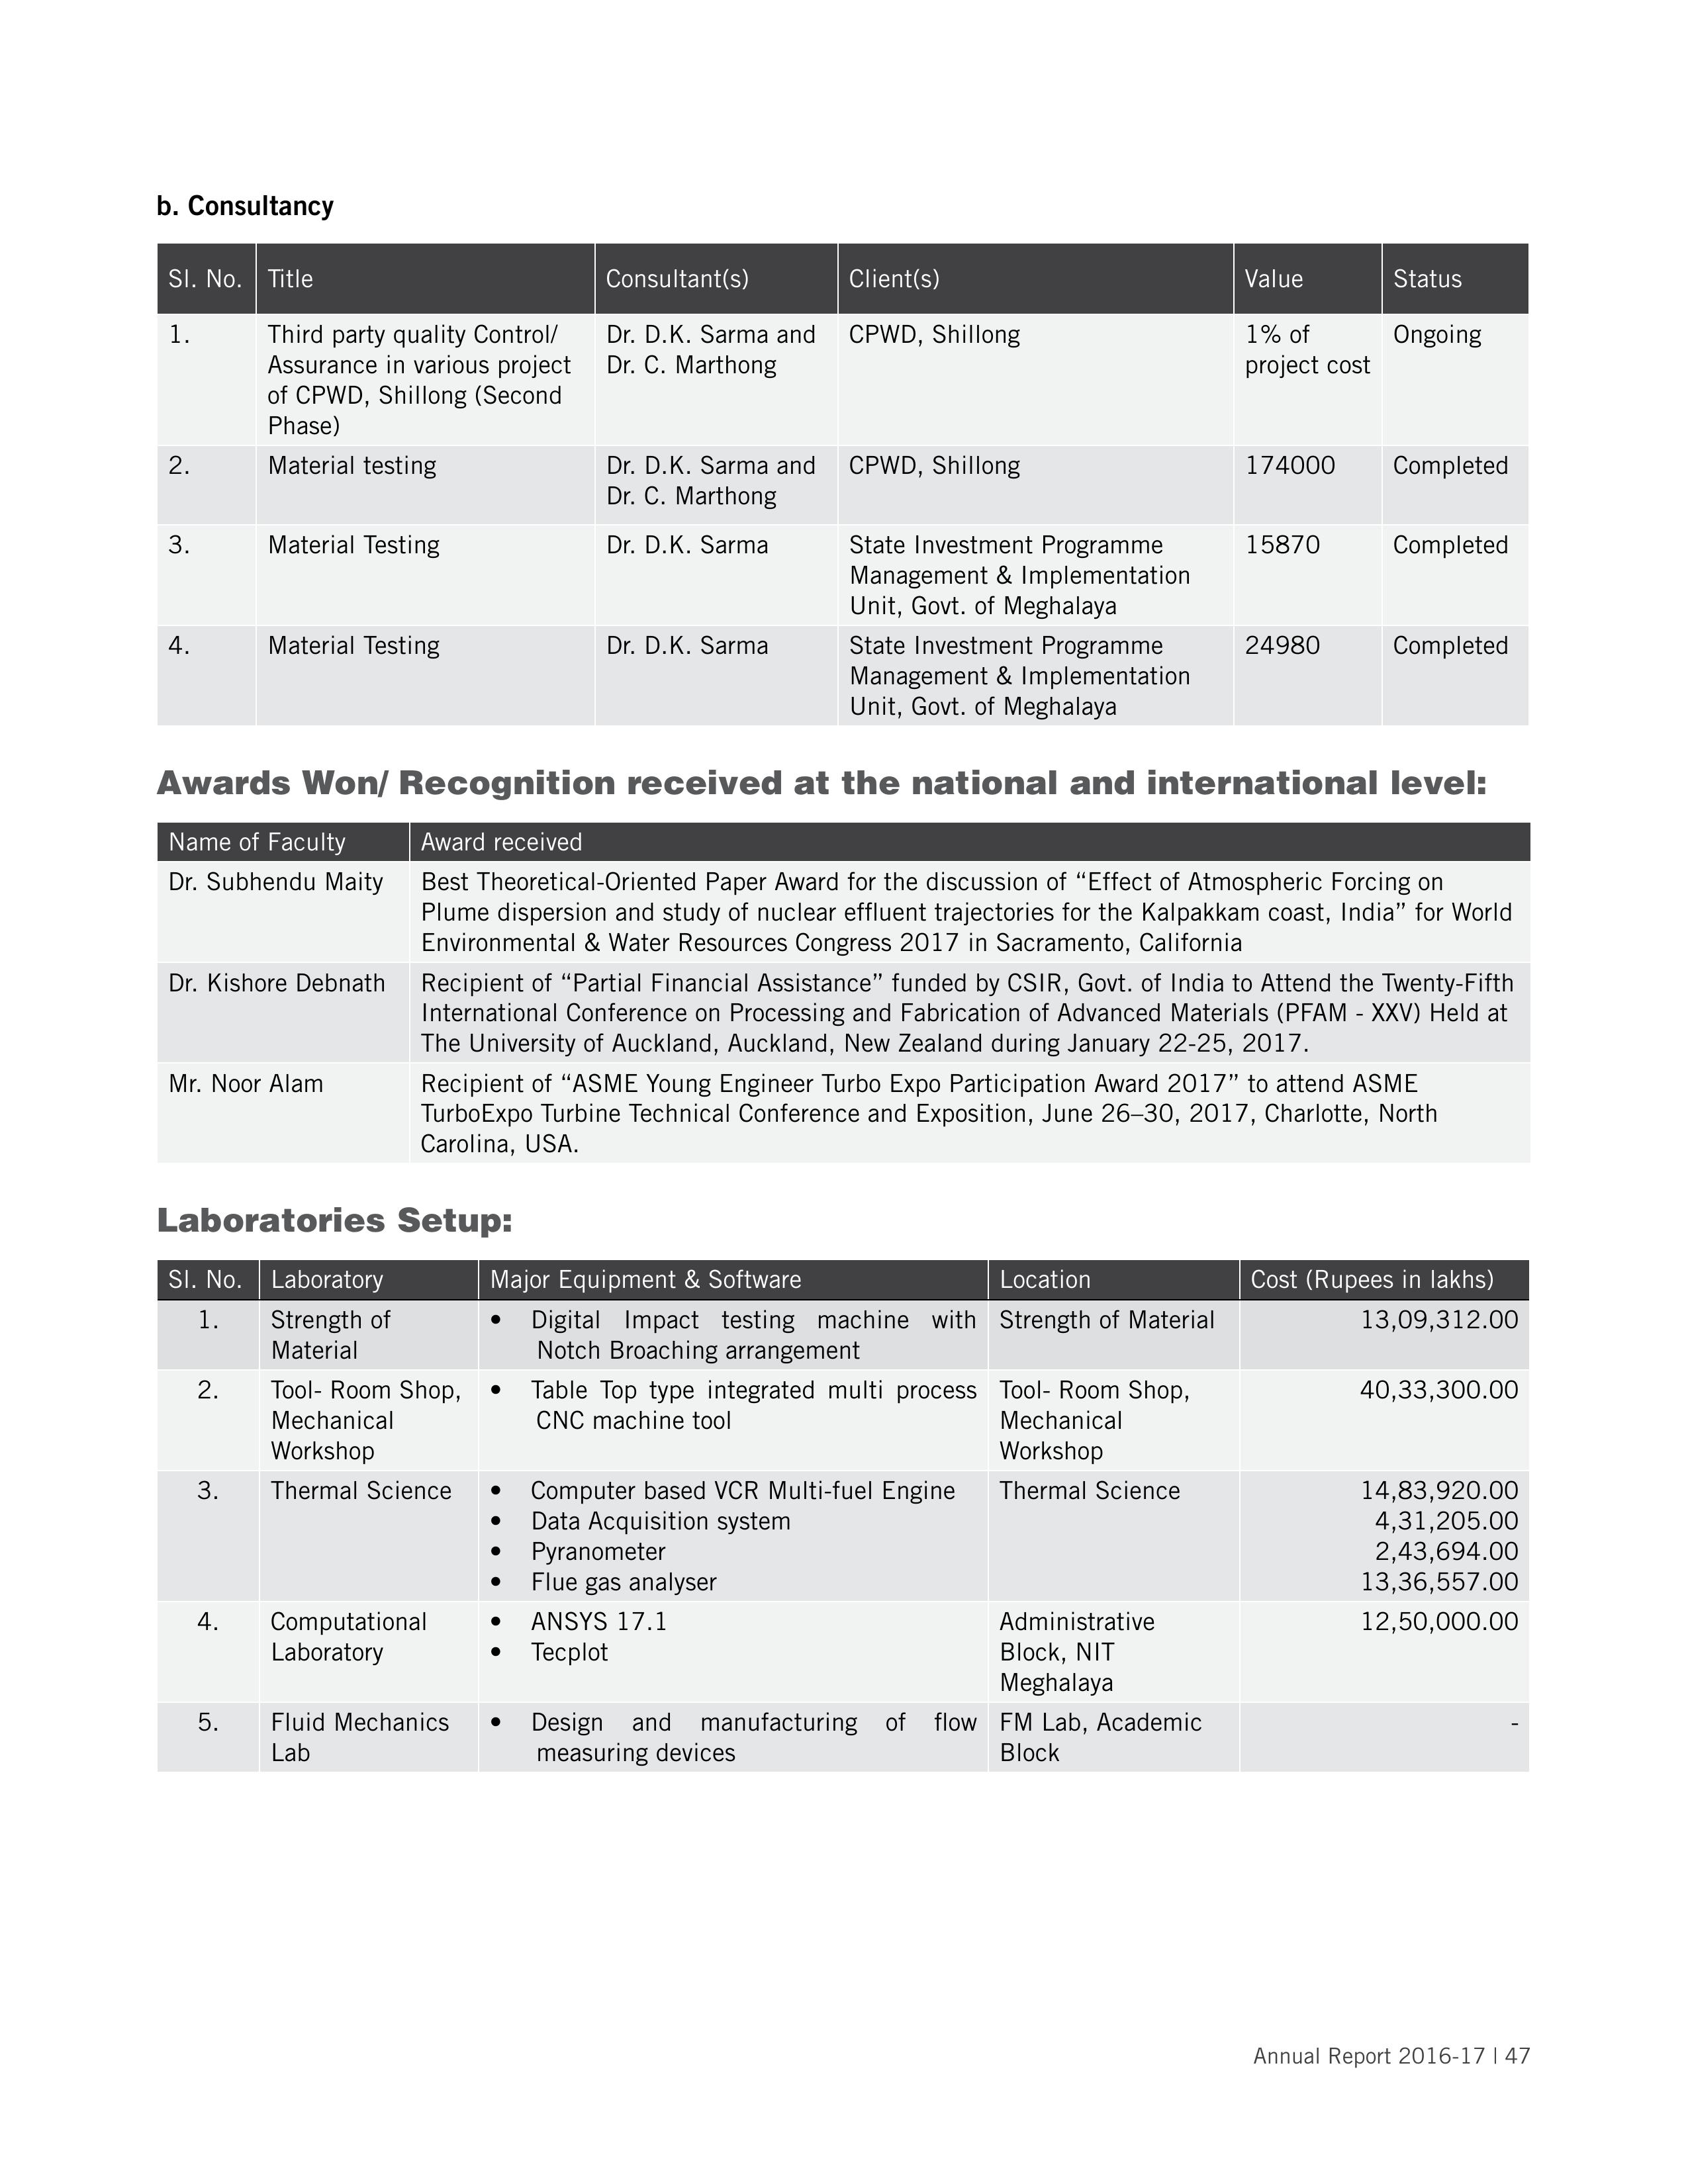 b. Consultancy
Sl. No. Title Consultant(s) Client(s) Value Status
1. Third party quality Control/ Dr. D.K. Sarma and CPWD, Shillong 1% of Ongoing
Assurance in various project Dr. C. Marthong project cost
of CPWD, Shillong (Second
Phase)
2. Material testing Dr. D.K. Sarma and CPWD, Shillong 174000 Completed
Dr. C. Marthong
3. Material Testing Dr. D.K. Sarma State Investment Programme 15870 Completed
Management & Implementation
Unit, Govt. of Meghalaya
4. Material Testing Dr. D.K. Sarma State Investment Programme 24980 Completed
Management & Implementation
Unit, Govt. of Meghalaya
Awards Won/ Recognition received at the national and international level:
Name of Faculty Award received
Dr. Subhendu Maity Best Theoretical-Oriented Paper Award for the discussion of “Effect of Atmospheric Forcing on
Plume dispersion and study of nuclear effluent trajectories for the Kalpakkam coast, India” for World
Environmental & Water Resources Congress 2017 in Sacramento, California
Dr. Kishore Debnath Recipient of “Partial Financial Assistance” funded by CSIR, Govt. of India to Attend the Twenty-Fifth
International Conference on Processing and Fabrication of Advanced Materials (PFAM - XXV) Held at
The University of Auckland, Auckland, New Zealand during January 22-25, 2017.
Mr. Noor Alam Recipient of “ASME Young Engineer Turbo Expo Participation Award 2017” to attend ASME
TurboExpo Turbine Technical Conference and Exposition, June 26–30, 2017, Charlotte, North
Carolina, USA.
Laboratories Setup:
Sl. No. Laboratory Major Equipment & Software Location Cost (Rupees in lakhs)
1. Strength of • Digital Impact testing machine with Strength of Material 13,09,312.00
Material Notch Broaching arrangement
2. Tool- Room Shop, • Table Top type integrated multi process Tool- Room Shop, 40,33,300.00
Mechanical CNC machine tool Mechanical
Workshop Workshop
3. Thermal Science • Computer based VCR Multi-fuel Engine Thermal Science 14,83,920.00
• Data Acquisition system 4,31,205.00
• Pyranometer 2,43,694.00
• Flue gas analyser 13,36,557.00
4. Computational • ANSYS 17.1 Administrative 12,50,000.00
Laboratory • Tecplot Block, NIT
Meghalaya
5. Fluid Mechanics • Design and manufacturing of flow FM Lab, Academic -
Lab measuring devices Block
Annual Report 2016-17 | 47